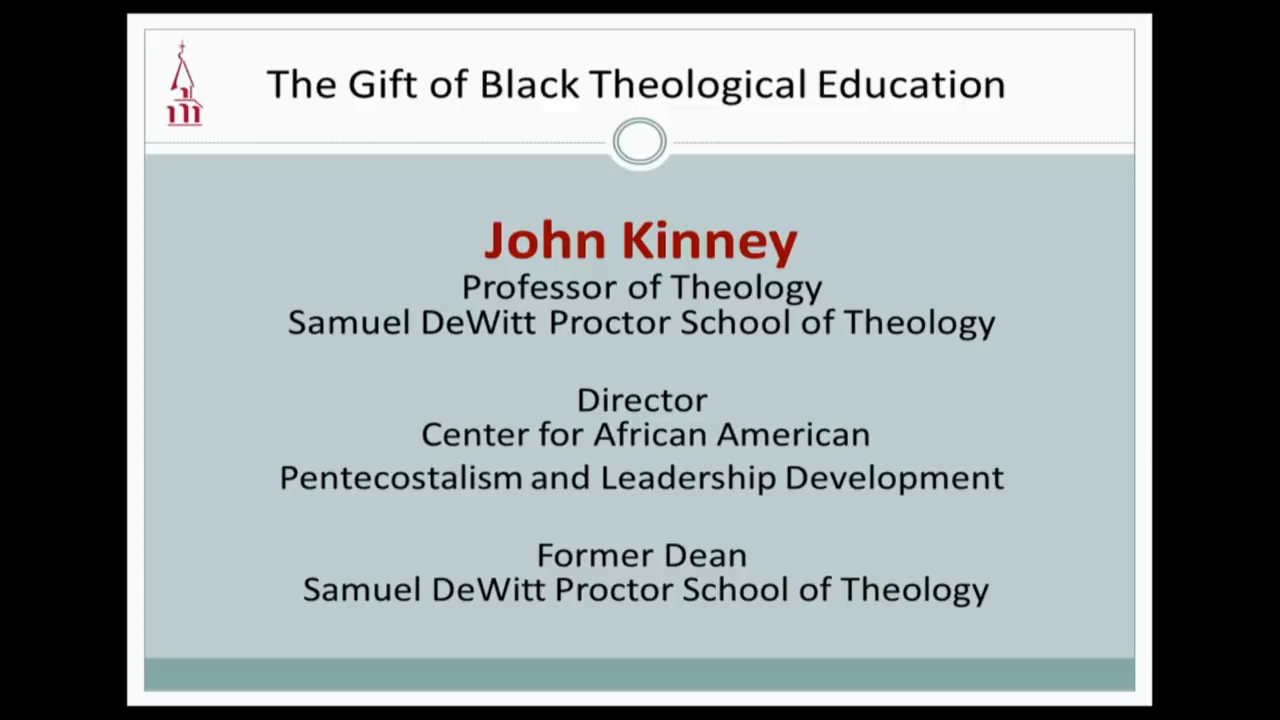 The Gift of Black Theological Education
John Kinney
Professor of Theology
Samuel DeWitt Proctor School of Theology
Director
Center for African American
Pentecostalism and Leadership Development
Former Dean
Samuel DeWitt Proctor School of Theology